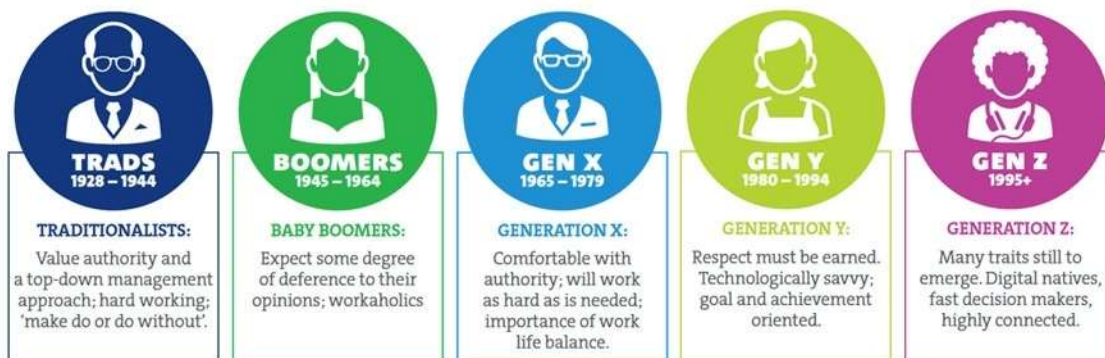 TRADS
1928 – 1944
TRADITIONALISTS:
Value authority and
a top-down management
approach; hard working;
‘make do or do without’.
BOOMERS
1945 – 1964
BABY BOOMERS:
Expect some degree
of deference to their
opinions; workaholics
GEN X
1965 – 1979
GENERATION X:
Comfortable with
authority; will work
as hard as is needed;
importance of work
life balance.
GEN Y
1980 – 1994
GENERATION Y:
Respect must be earned.
Technologically savvy;
goal and achievement
oriented.
GEN Z
1995+
GENERATION Z:
Many traits still to
emerge. Digital natives,
fast decision makers,
highly connected.